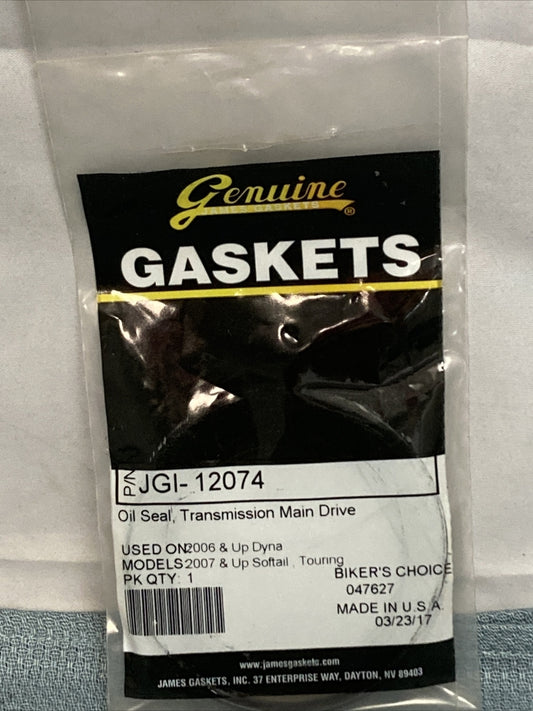 Genuine
JAMES GASKETS ®
GASKETS
P/N JGI-12074
Oil Seal, Transmission Main Drive
USED ON 2006 & Up Dyna
MODELS: 2007 & Up Softail, Touring
PK QTY: 1
BIKER'S CHOICE
047627
MADE IN U.S.A.
03/23/17
www.jamesgaskets.com
JAMES GASKETS, INC. 37 ENTERPRISE WAY, DAYTON, NV 89403